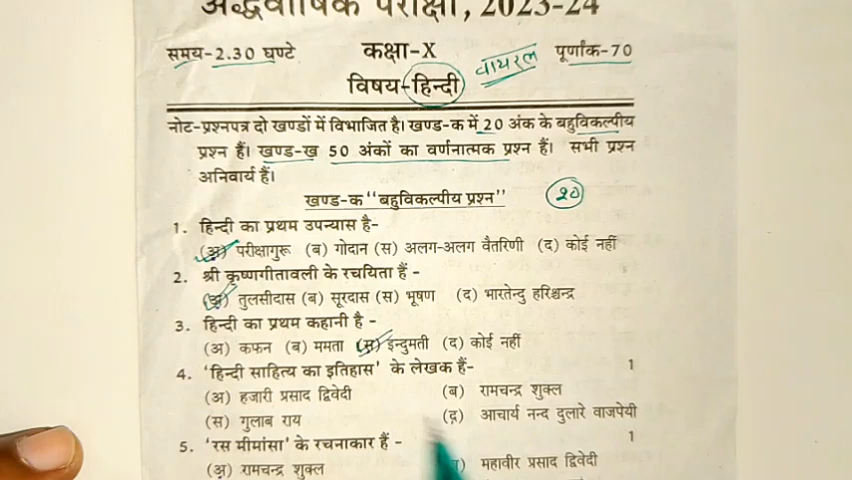 अर्द्धवार्षिक परीक्षा, 2023-24
समय-2.30 घण्टे कक्षा-X वायरल पूर्णांक-70
विषय-हिन्दी
नोट-प्रश्नपत्र दो खण्डों में विभाजित है। खण्ड-क में 20 अंक के बहुविकल्पीय
प्रश्न हैं। खण्ड-ख 50 अंकों का वर्णनात्मक प्रश्न हैं। सभी प्रश्न
अनिवार्य हैं।
खण्ड-क "बहुविकल्पीय प्रश्न" 20
1. हिन्दी का प्रथम उपन्यास है-
(अ) परीक्षागुरू (ब) गोदान (स) अलग-अलग वैतरिणी (द) कोई नहीं
2. श्री कृष्णगीतावली के रचयिता हैं -
(अ) तुलसीदास (ब) सूरदास (स) भूषण (द) भारतेन्दु हरिश्चन्द्र
3. हिन्दी का प्रथम कहानी है -
(अ) कफन (ब) ममता (स) इन्दुमती (द) कोई नहीं
4. 'हिन्दी साहित्य का इतिहास' के लेखक हैं- 1
(अ) हजारी प्रसाद द्विवेदी (ब) रामचन्द्र शुक्ल
(स) गुलाब राय (द) आचार्य नन्द दुलारे वाजपेयी
5. 'रस मीमांसा' के रचनाकार हैं - 1
(अ) रामचन्द्र शुक्ल महावीर प्रसाद द्विवेदी